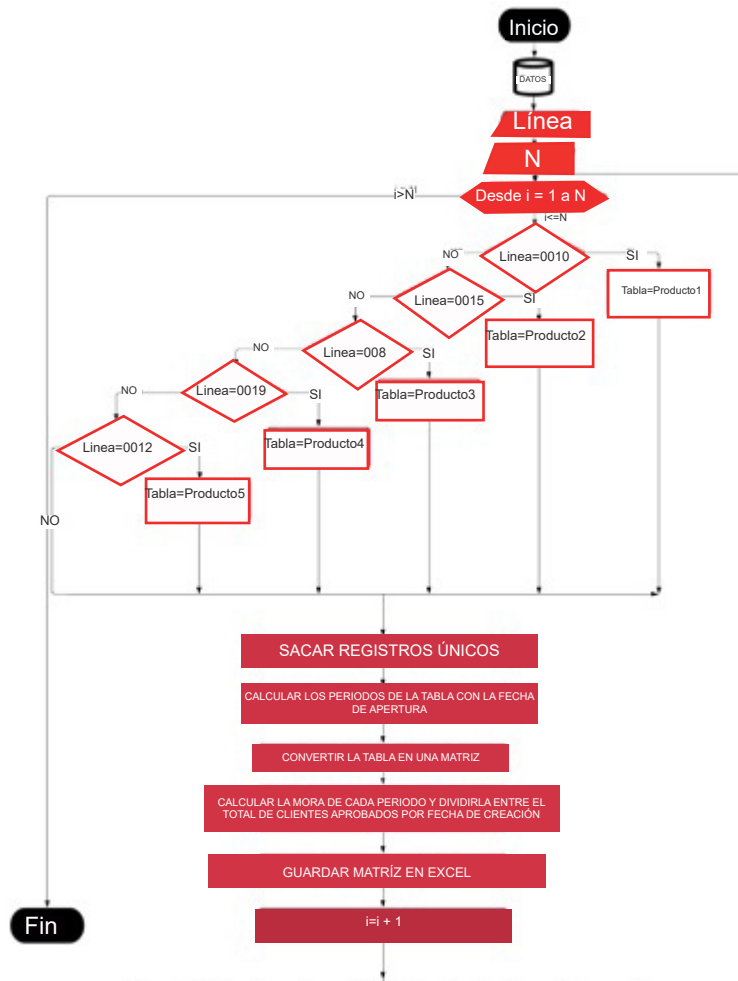 Inicio
DATOS
Línea
N
Desde i = 1 a N
i>N
i<=N
Linea=0010
NO
SI
Tabla=Producto1
Linea=0015
NO
SI
Tabla=Producto2
Linea=008
NO
SI
Tabla=Producto3
Linea=0019
NO
SI
Tabla=Producto4
Linea=0012
SI
Tabla=Producto5
NO
SACAR REGISTROS ÚNICOS
CALCULAR LOS PERIODOS DE LA TABLA CON LA FECHA
DE APERTURA
CONVERTIR LA TABLA EN UNA MATRIZ
CALCULAR LA MORA DE CADA PERIODO Y DIVIDIRLA ENTRE EL
TOTAL DE CLIENTES APROBADOS POR FECHA DE CREACIÓN
GUARDAR MATRÍZ EN EXCEL
i=i + 1
Fin